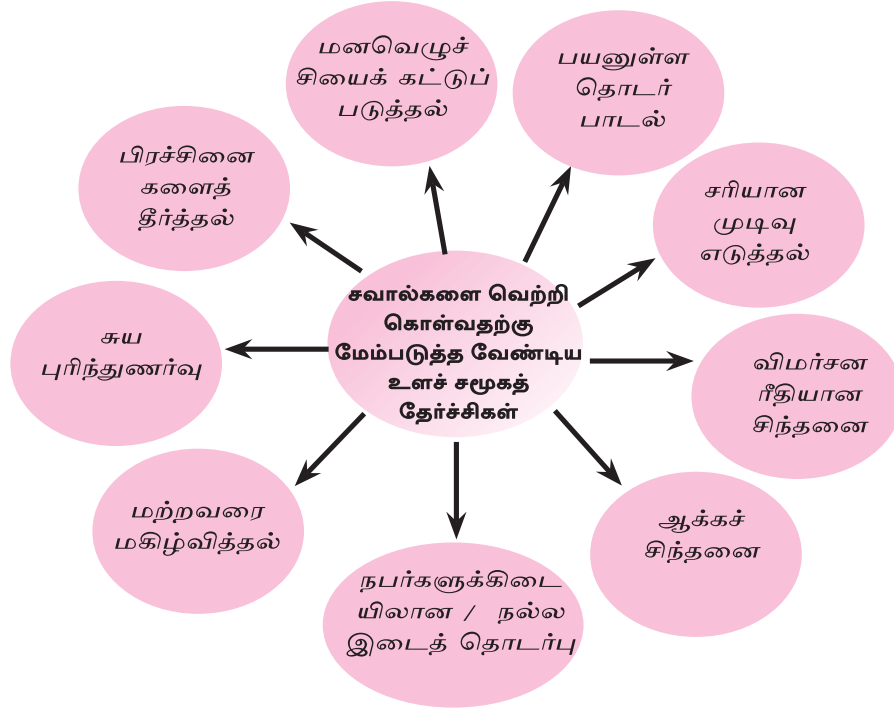 மனவெழுச்
சியைக் கட்டுப்
படுத்தல்
பயனுள்ள
தொடர்
பாடல்
பிரச்சினை
களைத்
தீர்த்தல்
சரியான
முடிவு
எடுத்தல்
சவால்களை வெற்றி
கொள்வதற்கு
மேம்படுத்த வேண்டிய
உளச் சமூகத்
தேர்ச்சிகள்
சுய
புரிந்துணர்வு
விமர்சன
ரீதியான
சிந்தனை
மற்றவரை
மகிழ்வித்தல்
ஆக்கச்
சிந்தனை
நபர்களுக்கிடை
யிலான / நல்ல
இடைத் தொடர்பு